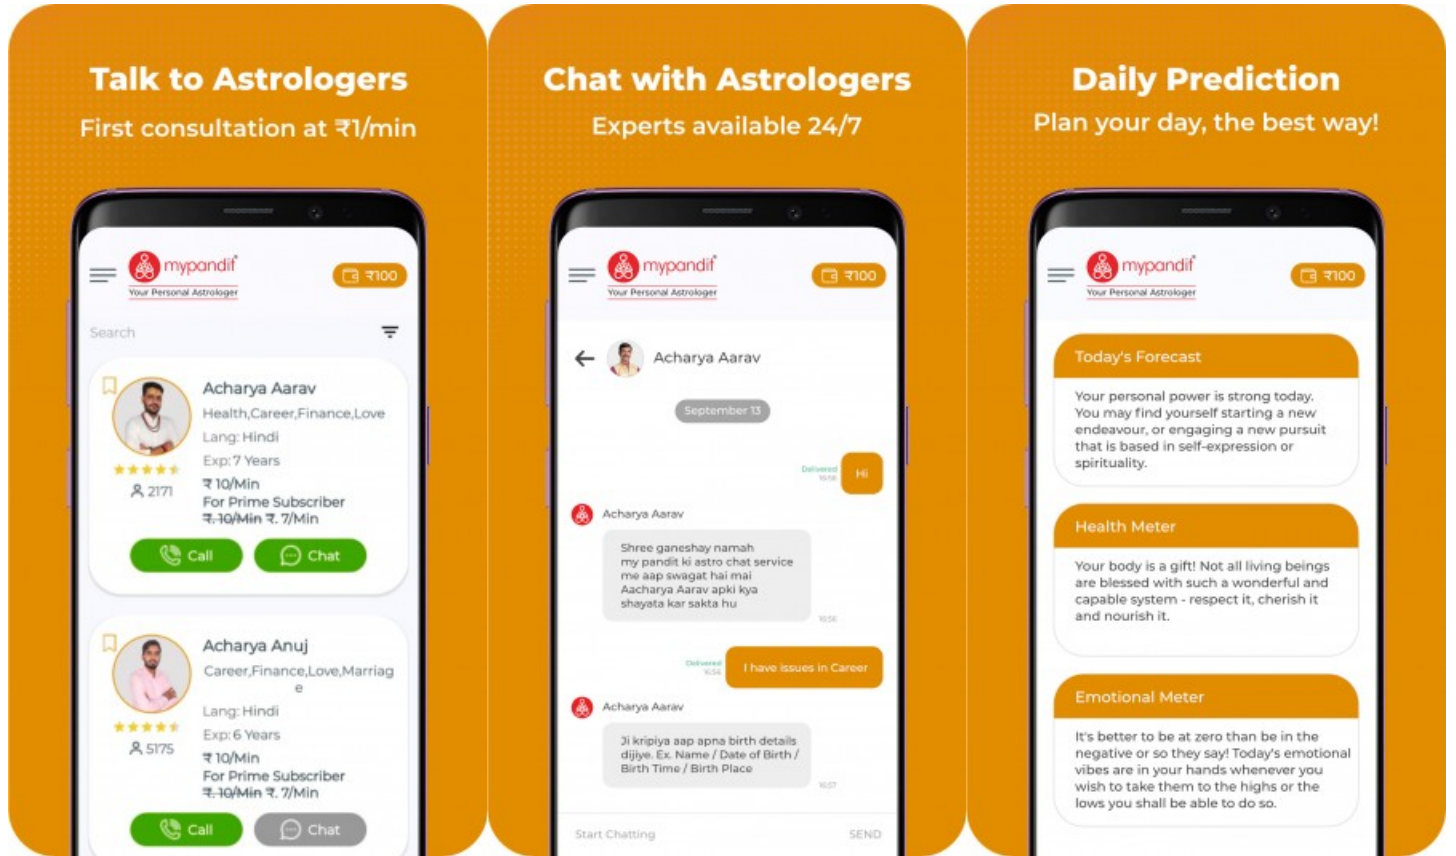 Talk to Astrologers
First consultation at ₹1/min
mypandit
Your Personal Astrologer
₹100
Search
Acharya Aarav
Health,Career,Finance,Love
Lang: Hindi
Exp: 7 Years
2171
₹ 10/Min
For Prime Subscriber
₹. 10/Min ₹. 7/Min
Call
Chat
Acharya Anuj
Career,Finance,Love,Marriag
e
Lang: Hindi
Exp: 6 Years
5175
₹ 10/Min
For Prime Subscriber
₹. 10/Min ₹. 7/Min
Call
Chat
Chat with Astrologers
Experts available 24/7
mypandit
Your Personal Astrologer
₹100
Acharya Aarav
September 13
Delivered
Hi
16:56
Acharya Aarav
Shree ganeshay namah
my pandit ki astro chat service
me aap swagat hai mai
Aacharya Aarav apki kya
shayata kar sakta hu
16:56
Delivered
I have issues in Career
16:56
Acharya Aarav
Ji kripiya aap apna birth details
dijiye. Ex. Name / Date of Birth /
Birth Time / Birth Place
16:57
Start Chatting
SEND
Daily Prediction
Plan your day, the best way!
mypandit
Your Personal Astrologer
₹100
Today's Forecast
Your personal power is strong today.
You may find yourself starting a new
endeavour, or engaging a new pursuit
that is based in self-expression or
spirituality.
Health Meter
Your body is a gift! Not all living beings
are blessed with such a wonderful and
capable system - respect it, cherish it
and nourish it.
Emotional Meter
It's better to be at zero than be in the
negative or so they say! Today's emotional
vibes are in your hands whenever you
wish to take them to the highs or the
lows you shall be able to do so.